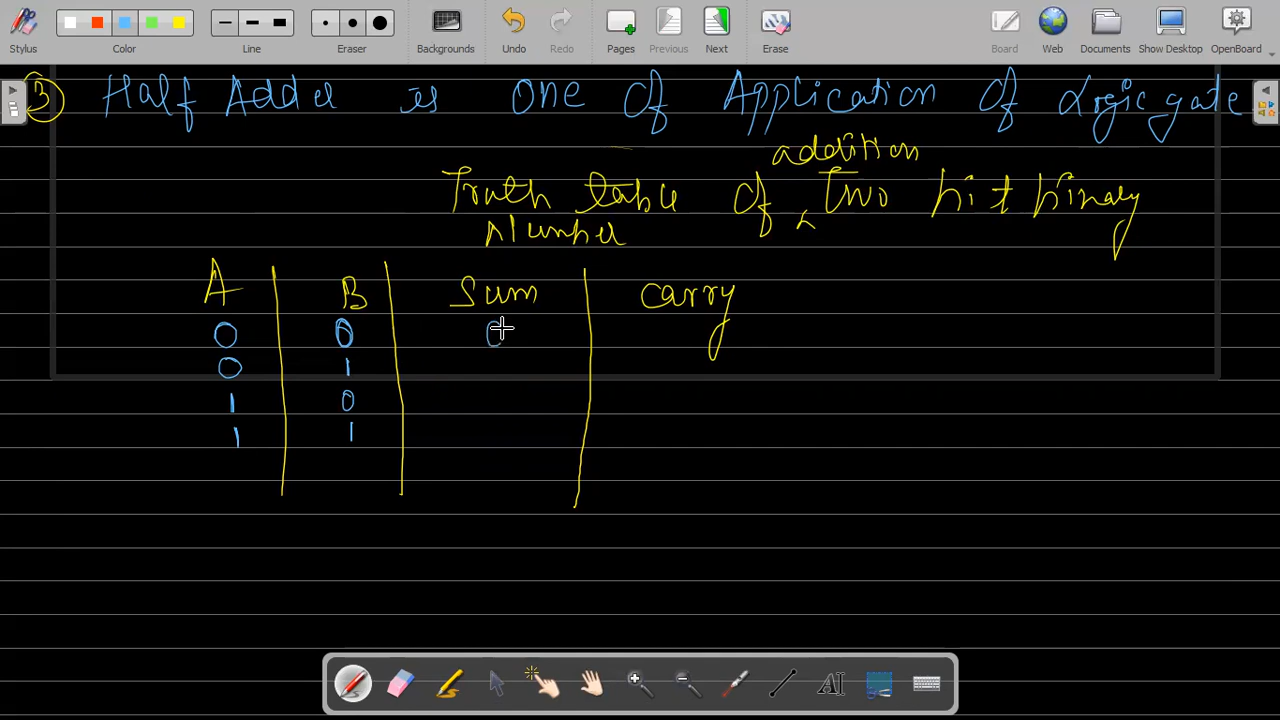 Stylus Color Line Eraser Backgrounds Undo Redo Pages Previous Next Erase Board Web Documents Show Desktop OpenBoard
3 Half Adder is One Of Application Of Logic gate
addition
Truth table Of ^ Two bit binary
Number
A B Sum Carry
0 0 0
0 1
1 0
1 1